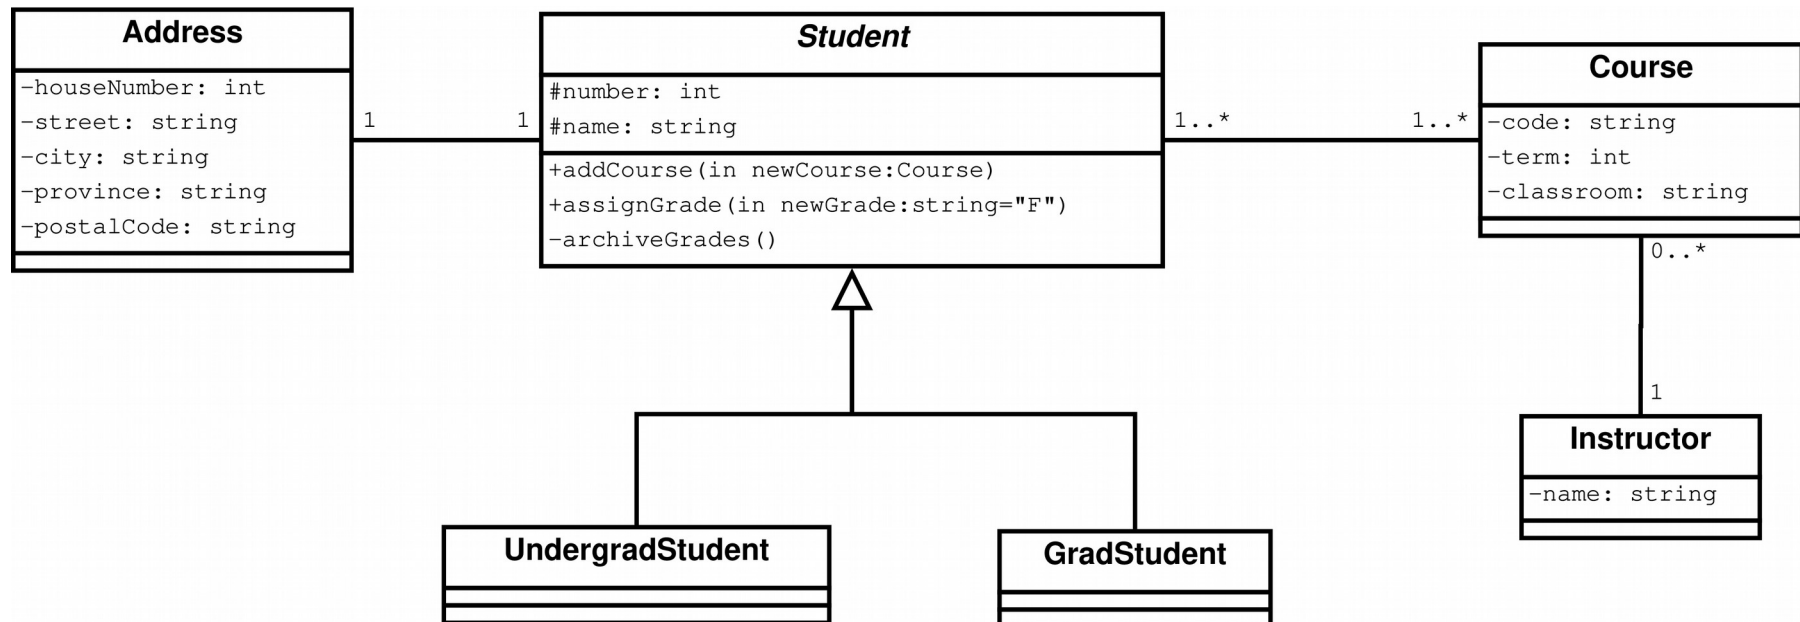 Address
-houseNumber: int
-street: string
-city: string
-province: string
-postalCode: string
1
1
Student
#number: int
#name: string
+addCourse(in newCourse:Course)
+assignGrade(in newGrade:string="F")
-archiveGrades()
1..*
1..*
Course
-code: string
-term: int
-classroom: string
0..*
1
Instructor
-name: string
UndergradStudent
GradStudent